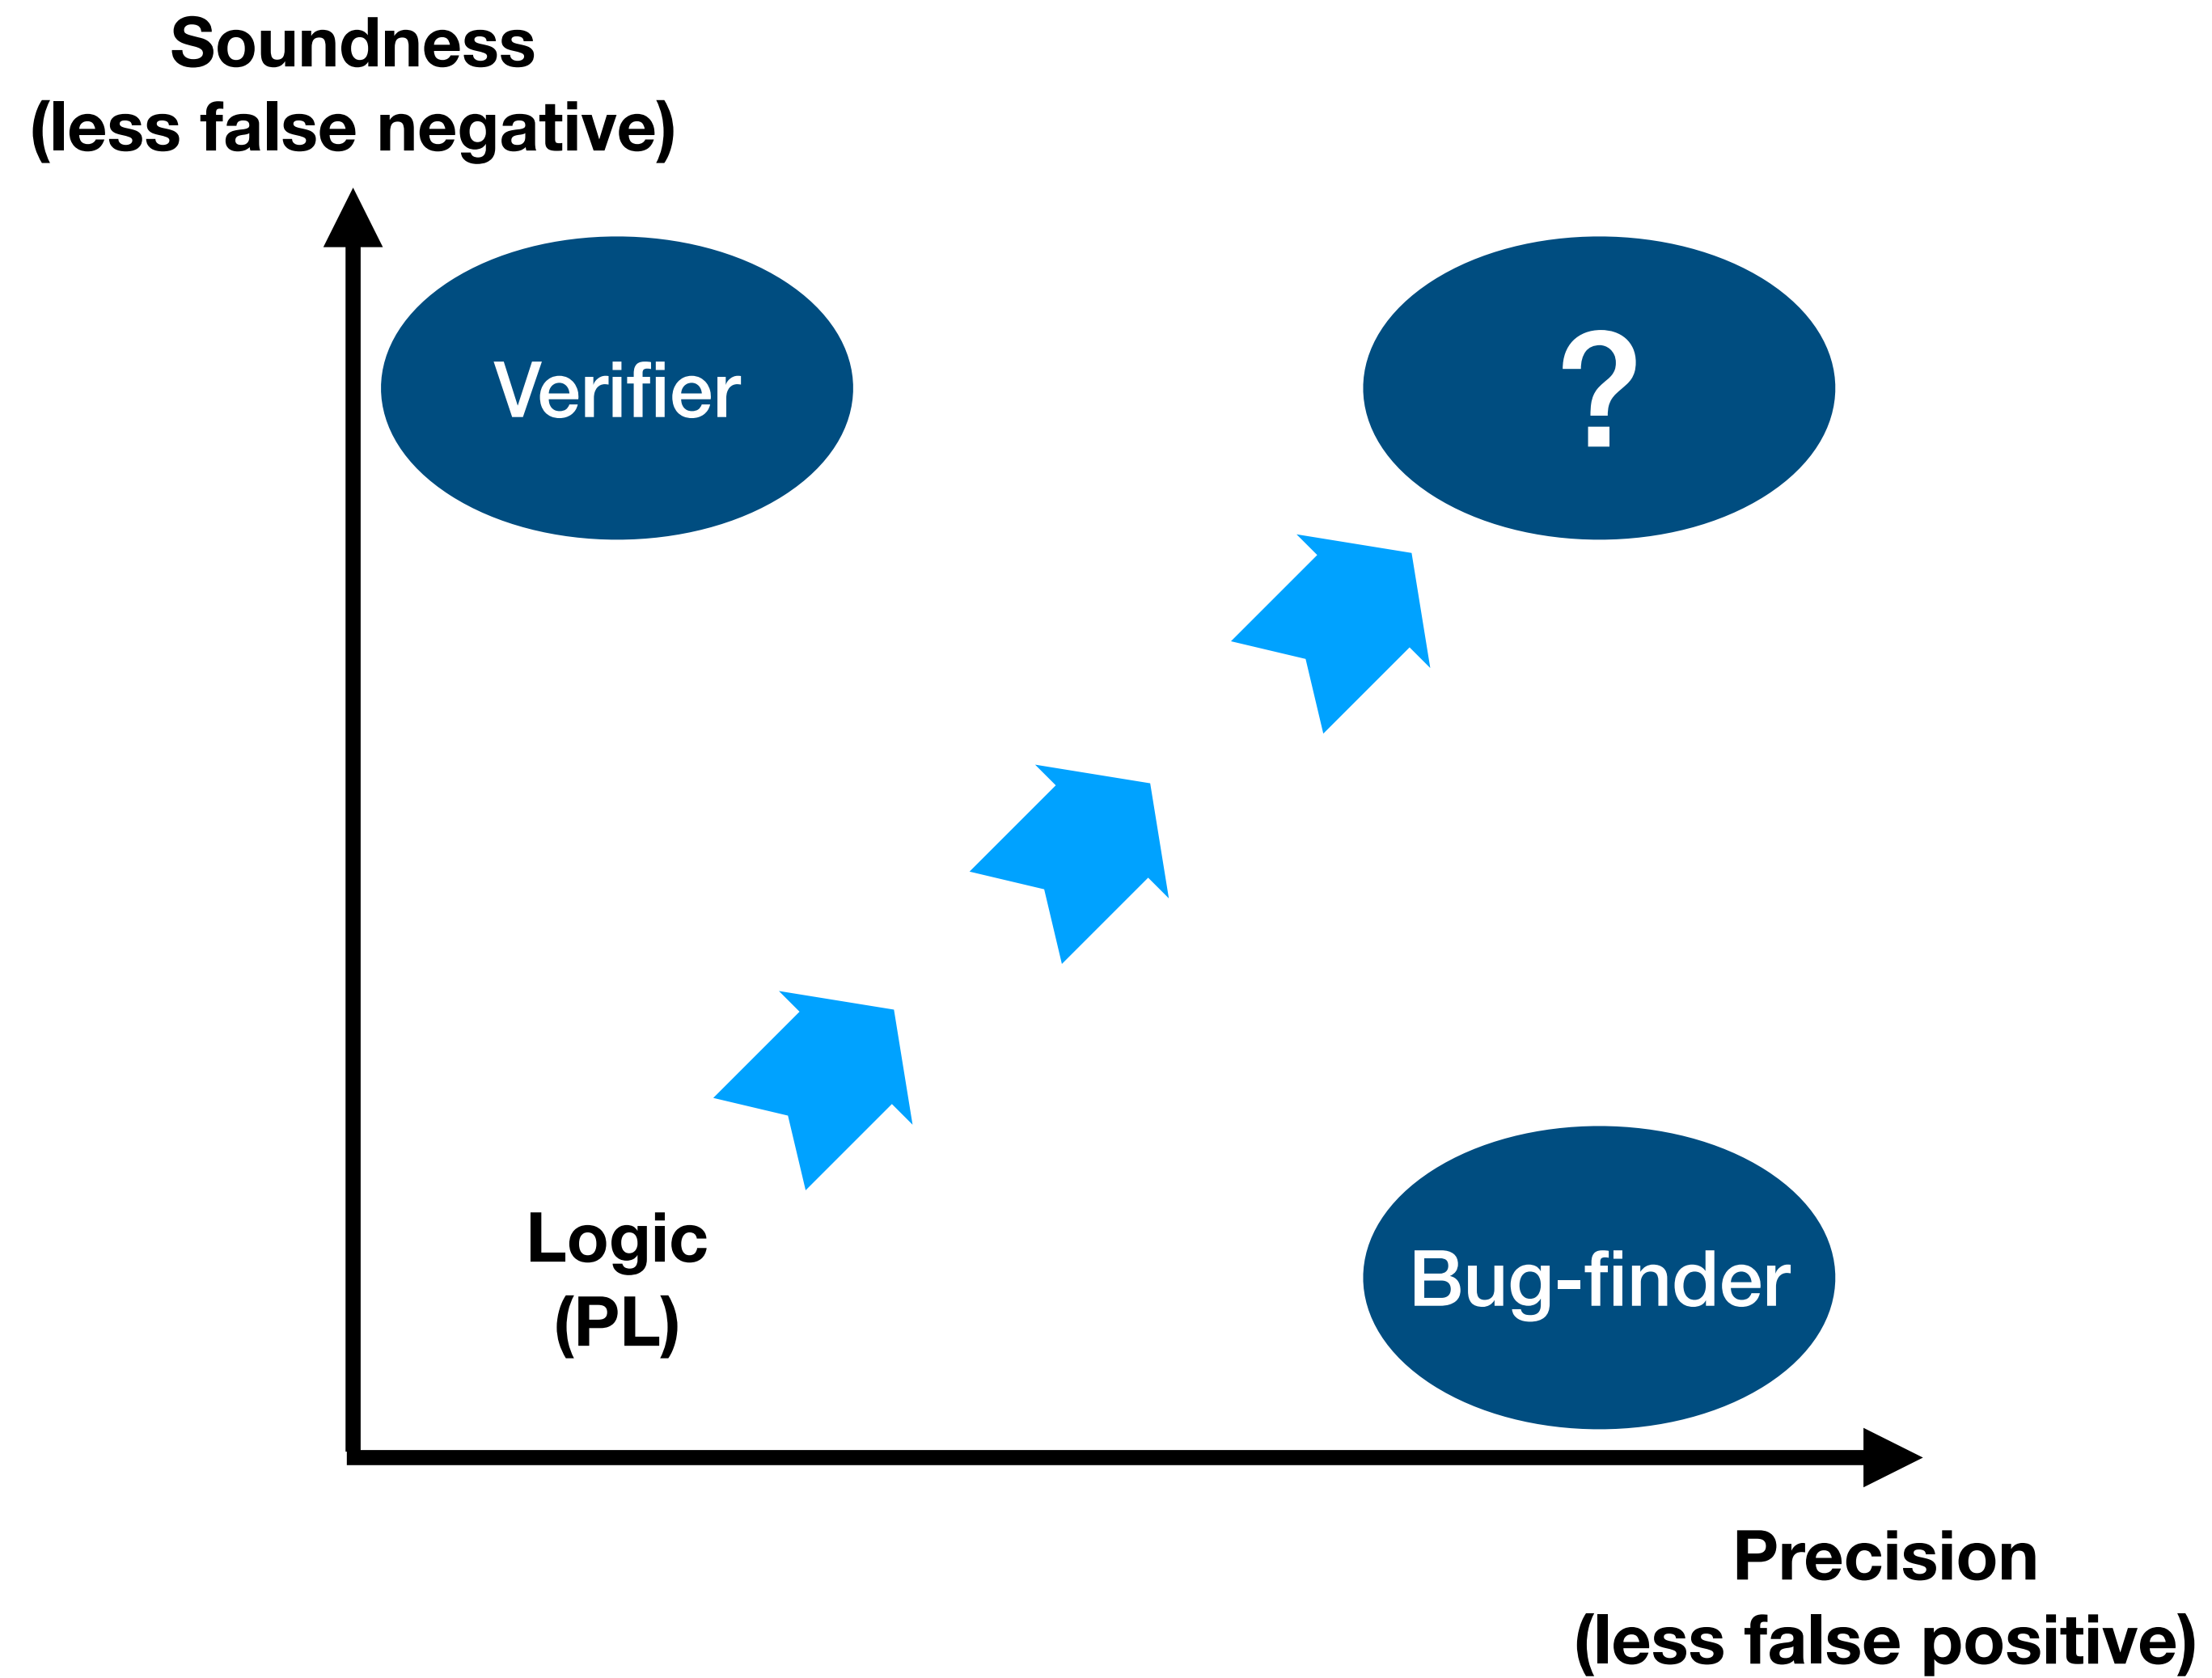 Soundness
(less false negative)
Verifier
?
Logic
(PL)
Bug-finder
Precision
(less false positive)